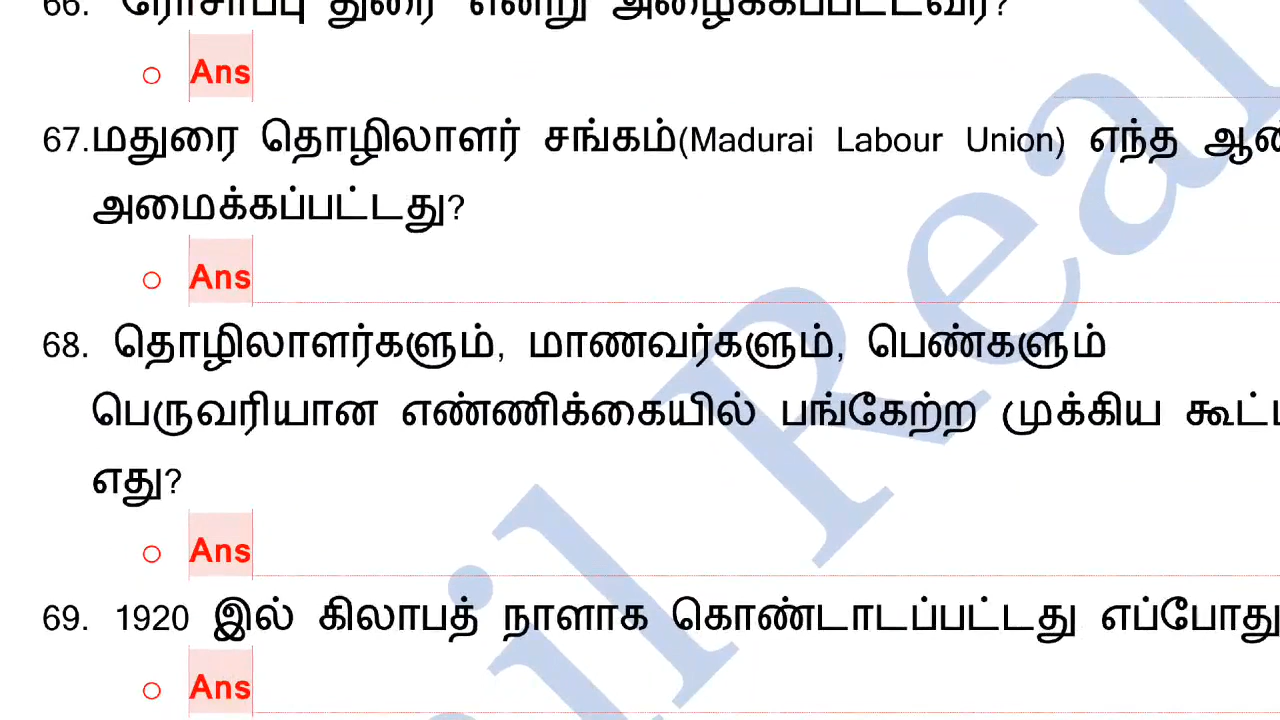 66. ரோசாப்பு துரை என்று அழைக்கப்பட்டவர்?
Ans
67.மதுரை தொழிலாளர் சங்கம்(Madurai Labour Union) எந்த
அமைக்கப்பட்டது?
Ans
68. தொழிலாளர்களும், மாணவர்களும், பெண்களும்
பெருவரியான எண்ணிக்கையில் பங்கேற்ற முக்கிய
எது?
Ans
69. 1920 இல் கிலாபத் நாளாக கொண்டாடப்பட்டது எப்போது
Ans